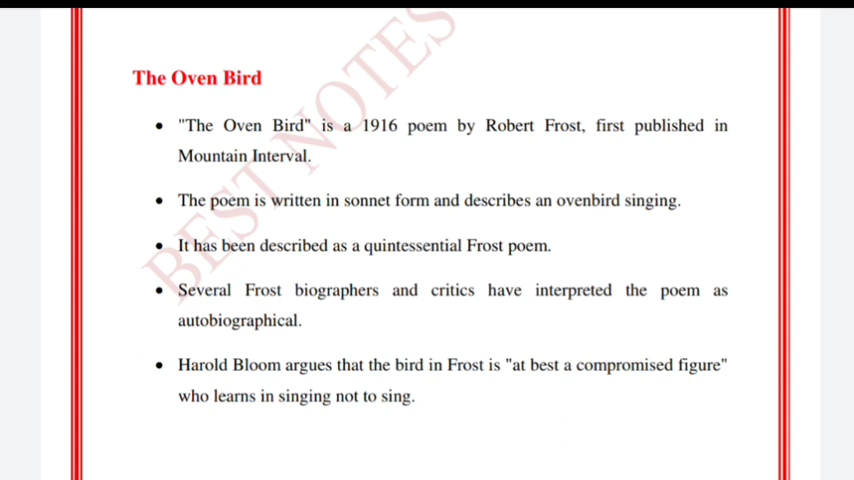 The Oven Bird
• "The Oven Bird" is a 1916 poem by Robert Frost, first published in
Mountain Interval.
• The poem is written in sonnet form and describes an ovenbird singing.
• It has been described as a quintessential Frost poem.
• Several Frost biographers and critics have interpreted the poem as
autobiographical.
• Harold Bloom argues that the bird in Frost is "at best a compromised figure"
who learns in singing not to sing.
BEST NOTES